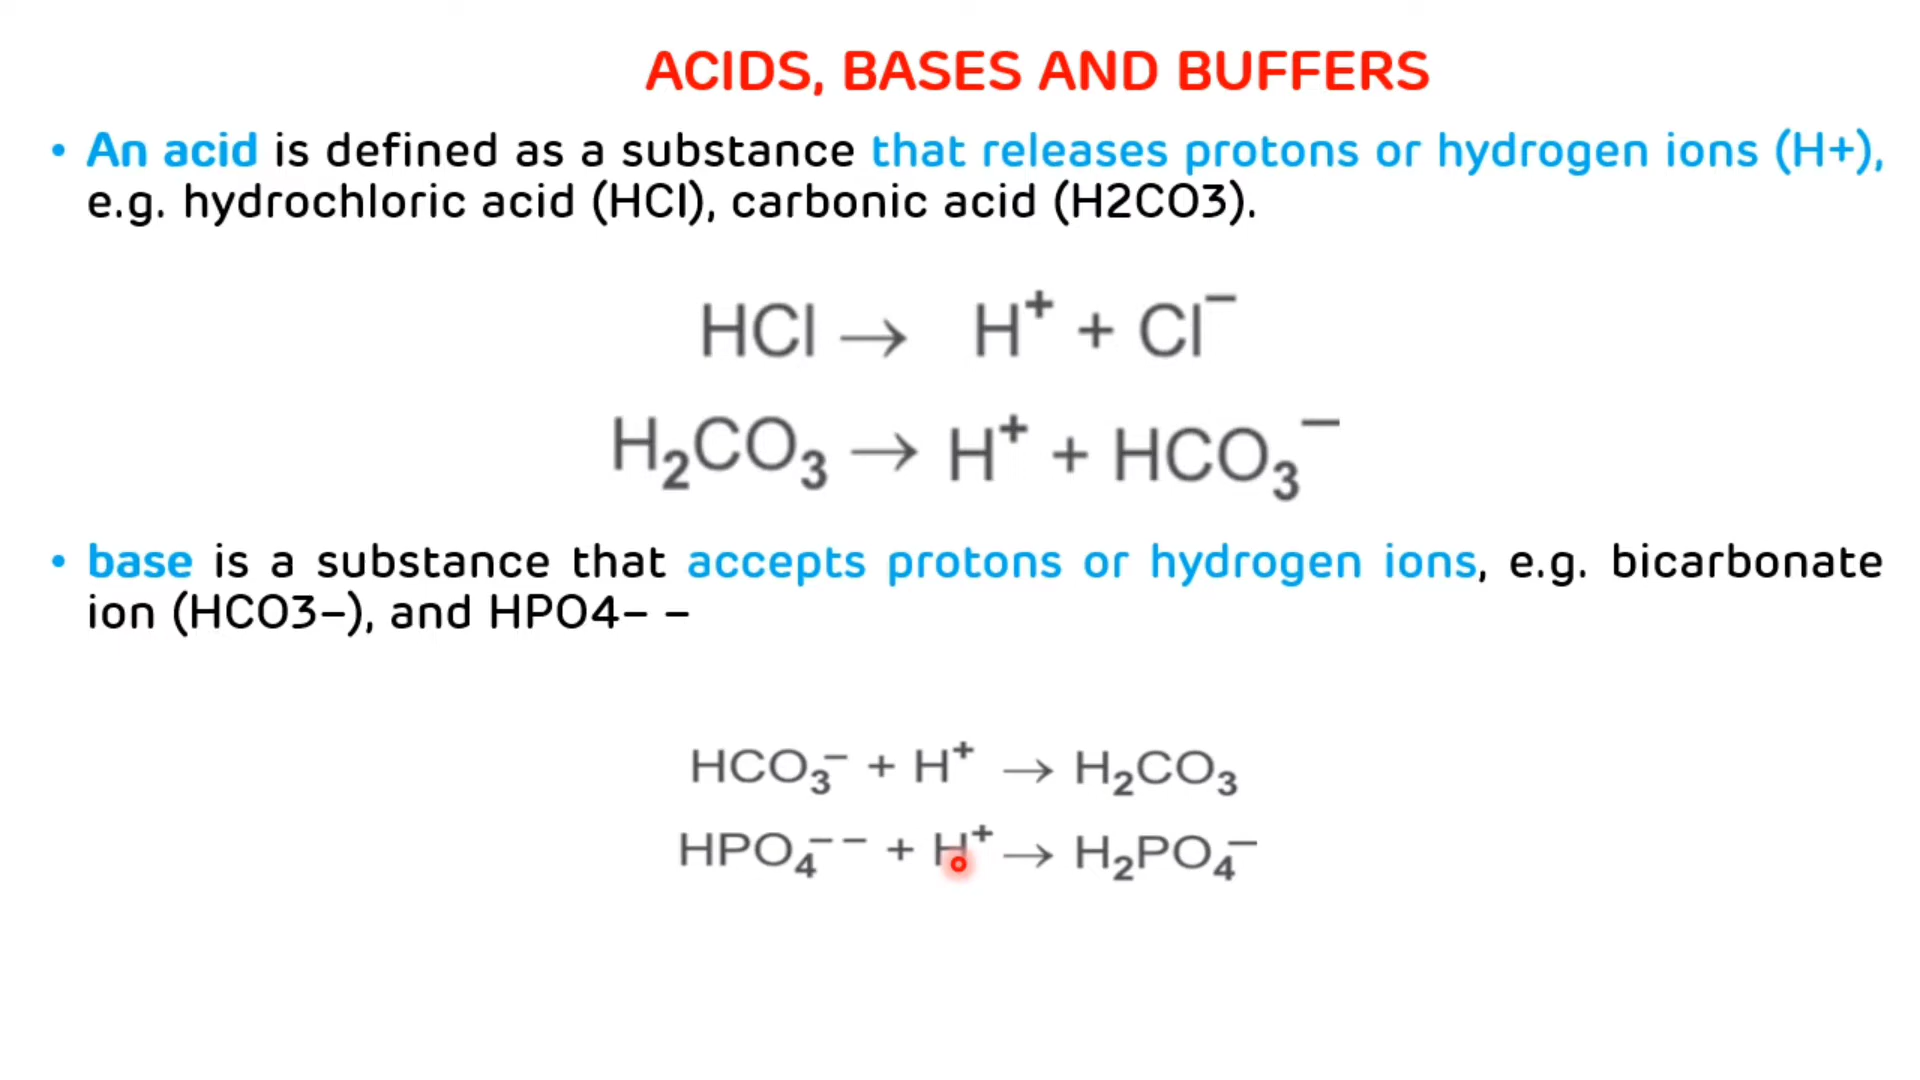 ACIDS, BASES AND BUFFERS
• An acid is defined as a substance that releases protons or hydrogen ions (H+),
e.g. hydrochloric acid (HCl), carbonic acid (H2CO3).
HCl → H⁺ + Cl⁻
H₂CO₃ → H⁺ + HCO₃⁻
• base is a substance that accepts protons or hydrogen ions, e.g. bicarbonate
ion (HCO3–), and HPO4– –
HCO₃⁻ + H⁺ → H₂CO₃
HPO₄⁻ ⁻ + H⁺ → H₂PO₄⁻